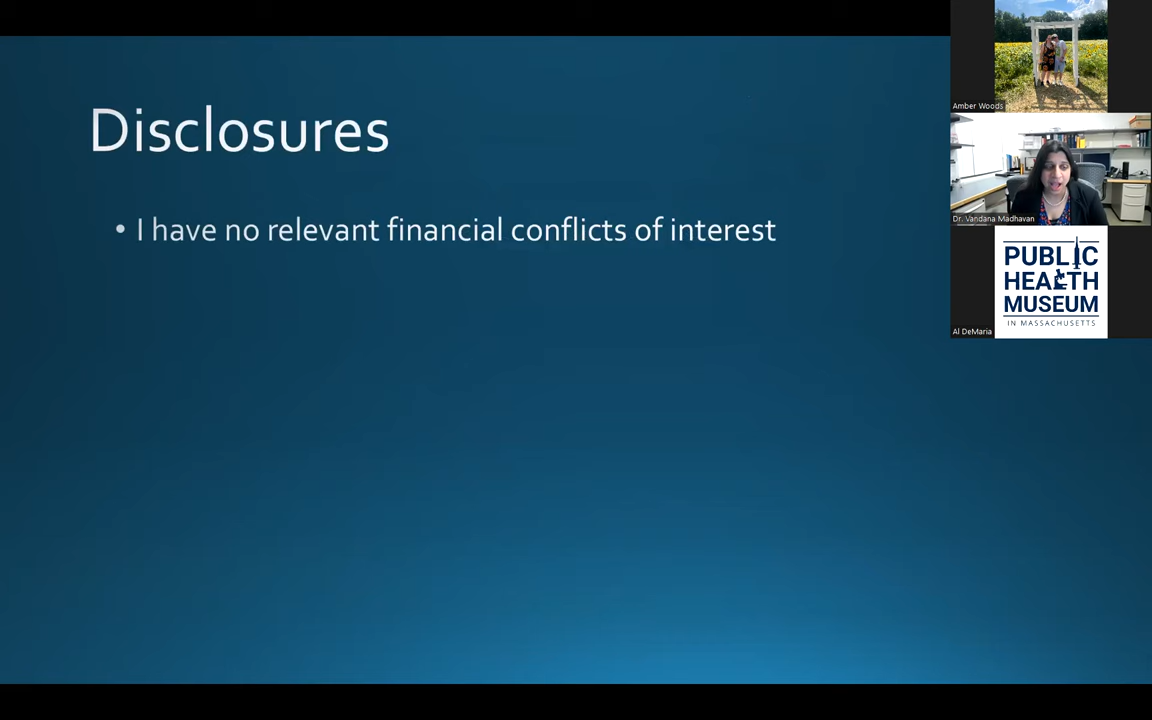 Disclosures
• I have no relevant financial conflicts of interest
Amber Woods
Dr. Vandana Madhavan
PUBLIC
HEALTH
MUSEUM
IN MASSACHUSETTS
Al DeMaria